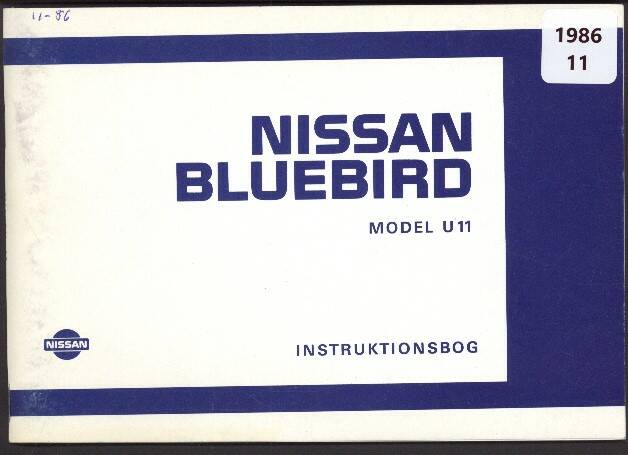 11-86
1986
11
NISSAN
BLUEBIRD
MODEL U11
NISSAN
INSTRUKTIONSBOG